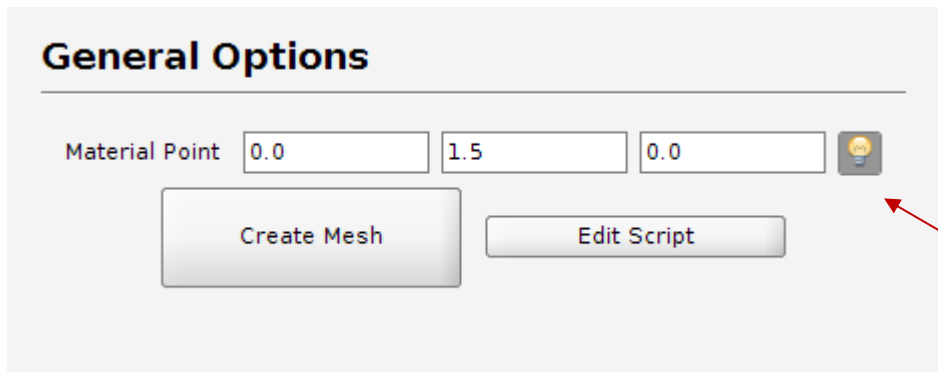 General Options
Material Point 0.0 1.5 0.0
Create Mesh Edit Script